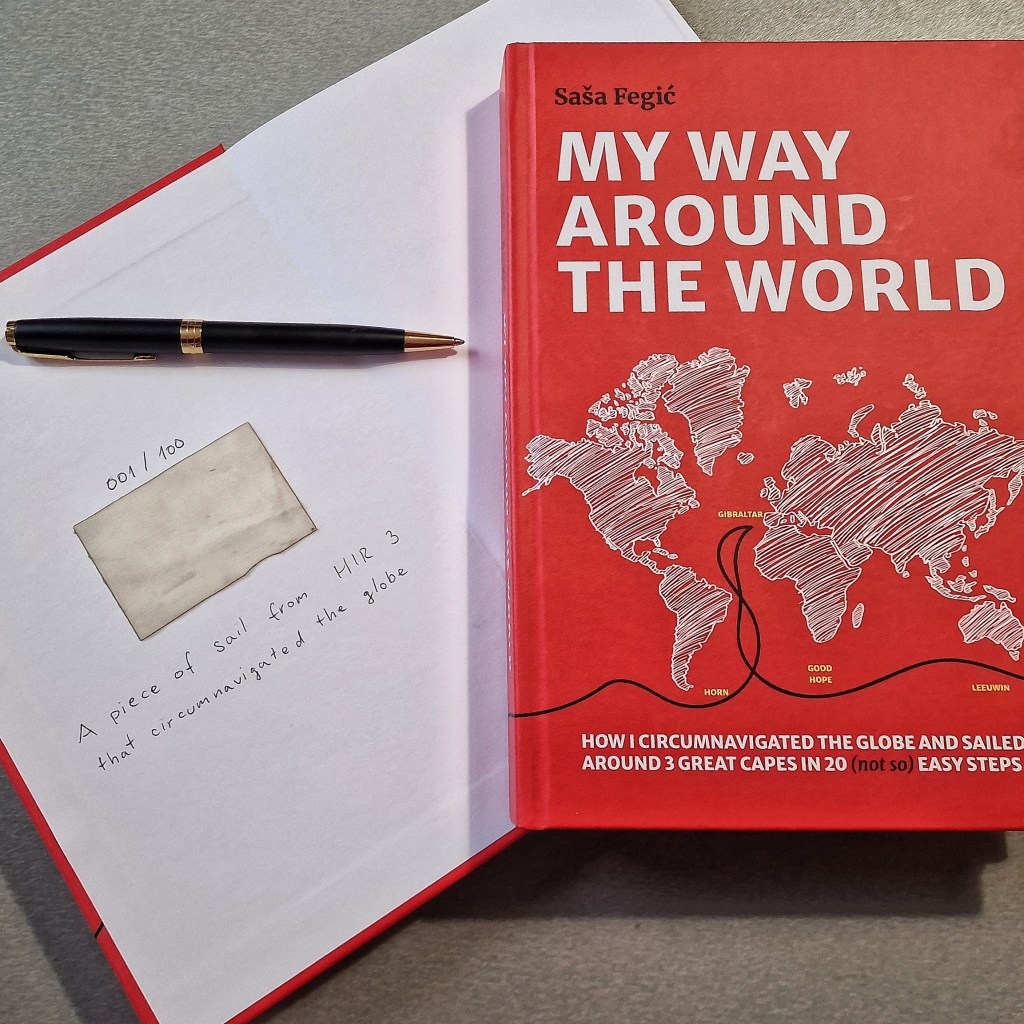 001 / 100
A piece of sail from HIR 3
that circumnavigated the globe
Saša Fegić
MY WAY
AROUND
THE WORLD
GIBRALTAR
HORN
GOOD
HOPE
LEEUWIN
HOW I CIRCUMNAVIGATED THE GLOBE AND SAILED
AROUND 3 GREAT CAPES IN 20 (not so) EASY STEPS